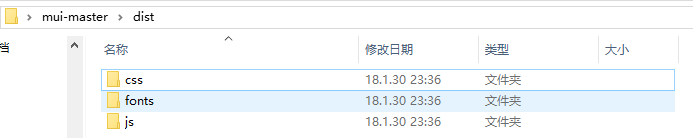 mui-master > dist
档
名称 修改日期 类型 大小
css 18.1.30 23:36 文件夹
fonts 18.1.30 23:36 文件夹
js 18.1.30 23:36 文件夹